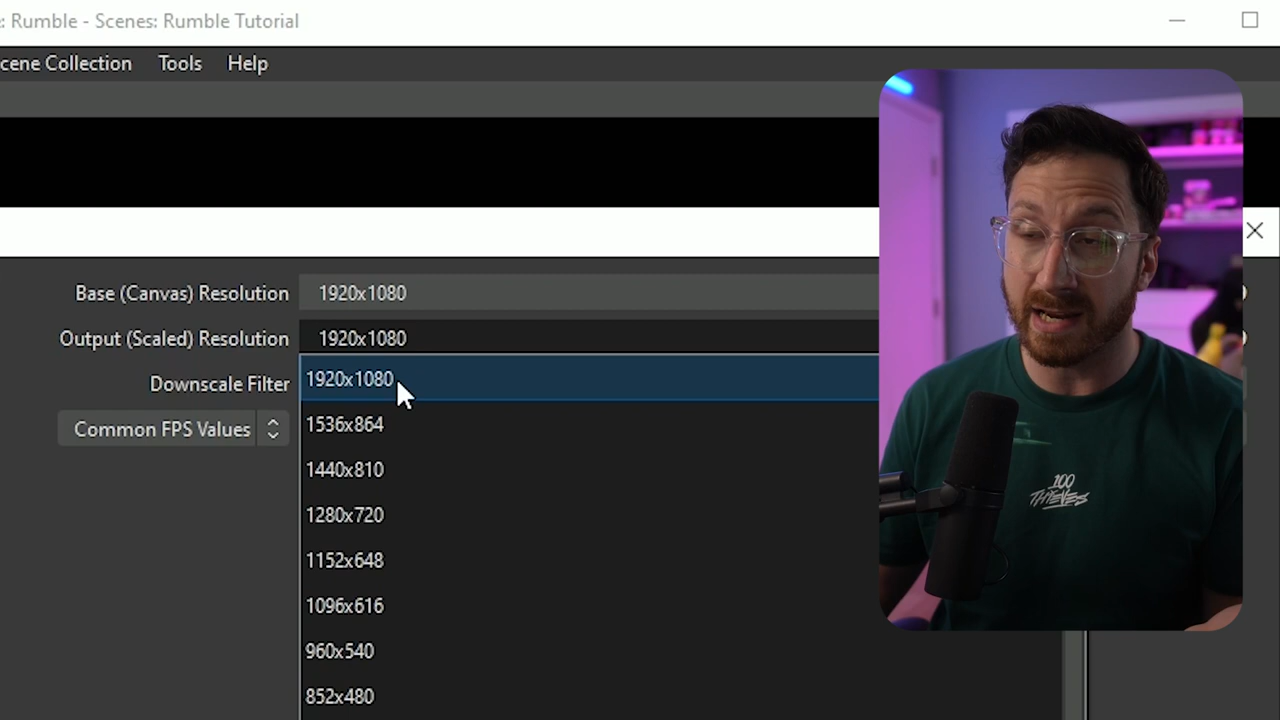 : Rumble - Scenes: Rumble Tutorial
cene Collection Tools Help
Base (Canvas) Resolution 1920x1080
Output (Scaled) Resolution 1920x1080
Downscale Filter
1920x1080
Common FPS Values
1536x864
1440x810
1280x720
1152x648
1096x616
960x540
852x480
100
THIEVES